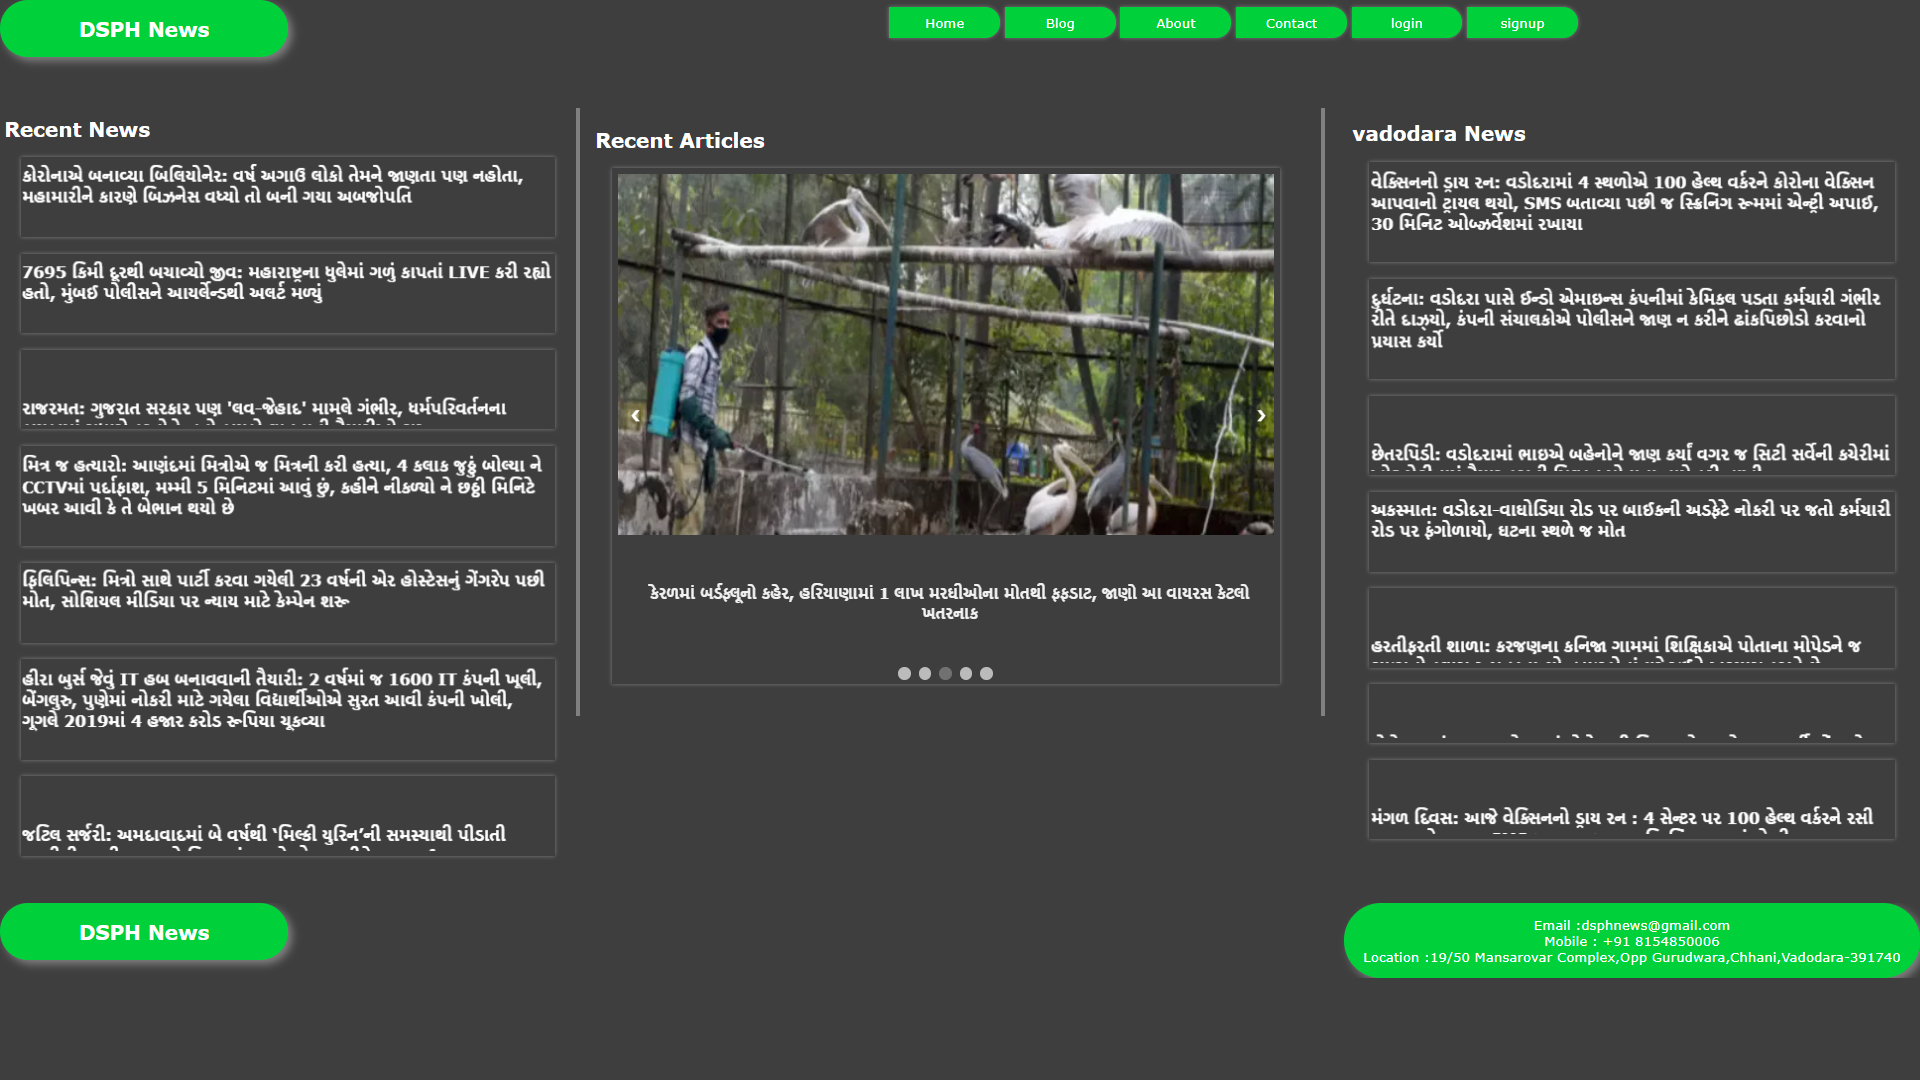 DSPH News
Home
Blog
About
Contact
login
signup
Recent News
કોરોનાએ બનાવ્યા બિલિયોનેર: વર્ષ અગાઉ લોકો તેમને જાણતા પણ નહોતા,
મહામારીને કારણે બિઝનેસ વધ્યો તો બની ગયા અબજોપતિ
7695 કિમી દૂરથી બચાવ્યો જીવ: મહારાષ્ટ્રના ધુલેમાં ગળું કાપતાં LIVE કરી રહ્યો
હતો, મુંબઈ પોલીસને આયર્લેન્ડથી અલર્ટ મળ્યું
રાજરમત: ગુજરાત સરકાર પણ 'લવ-જેહાદ' મામલે ગંભીર, ધર્મપરિવર્તનના
મિત્ર જ હત્યારો: આણંદમાં મિત્રોએ જ મિત્રની કરી હત્યા, 4 કલાક જુઠ્ઠું બોલ્યા ને
CCTVમાં પર્દાફાશ, મમ્મી 5 મિનિટમાં આવું છું, કહીને નીકળ્યો ને છઠ્ઠી મિનિટે
ખબર આવી કે તે બેભાન થયો છે
ફિલિપિન્સ: મિત્રો સાથે પાર્ટી કરવા ગયેલી 23 વર્ષની એર હોસ્ટેસનું ગેંગરેપ પછી
મોત, સોશિયલ મીડિયા પર ન્યાય માટે કેમ્પેન શરૂ
હીરા બુર્સ જેવું IT હબ બનાવવાની તૈયારી: 2 વર્ષમાં જ 1600 IT કંપની ખૂલી,
બેંગલુરુ, પુણેમાં નોકરી માટે ગયેલા વિદ્યાર્થીઓએ સુરત આવી કંપની ખોલી,
ગૂગલે 2019માં 4 હજાર કરોડ રૂપિયા ચૂકવ્યા
જટિલ સર્જરી: અમદાવાદમાં બે વર્ષથી ‘મિલ્કી યુરિન’ની સમસ્યાથી પીડાતી
Recent Articles
‹
›
કેરળમાં બર્ડફ્લૂનો કહેર, હરિયાણામાં 1 લાખ મરઘીઓના મોતથી ફફડાટ, જાણો આ વાયરસ કેટલો
ખતરનાક
vadodara News
વેક્સિનનો ડ્રાય રન: વડોદરામાં 4 સ્થળોએ 100 હેલ્થ વર્કરને કોરોના વેક્સિન
આપવાનો ટ્રાયલ થયો, SMS બતાવ્યા પછી જ સ્ક્રિનિંગ રૂમમાં એન્ટ્રી અપાઈ,
30 મિનિટ ઓબ્ઝર્વેશમાં રખાયા
દુર્ઘટના: વડોદરા પાસે ઈન્ડો એમાઇન્સ કંપનીમાં કેમિકલ પડતા કર્મચારી ગંભીર
રીતે દાઝ્યો, કંપની સંચાલકોએ પોલીસને જાણ ન કરીને ઢાંકપિછોડો કરવાનો
પ્રયાસ કર્યો
છેતરપિંડી: વડોદરામાં ભાઇએ બહેનોને જાણ કર્યાં વગર જ સિટી સર્વેની કચેરીમાં
અકસ્માત: વડોદરા-વાઘોડિયા રોડ પર બાઈકની અડફેટે નોકરી પર જતો કર્મચારી
રોડ પર ફંગોળાયો, ઘટના સ્થળે જ મોત
હરતીફરતી શાળા: કરજણના કનિજા ગામમાં શિક્ષિકાએ પોતાના મોપેડને જ
મંગળ દિવસ: આજે વેક્સિનનો ડ્રાય રન : 4 સેન્ટર પર 100 હેલ્થ વર્કરને રસી
DSPH News
Email :dsphnews@gmail.com
Mobile : +91 8154850006
Location :19/50 Mansarovar Complex,Opp Gurudwara,Chhani,Vadodara-391740